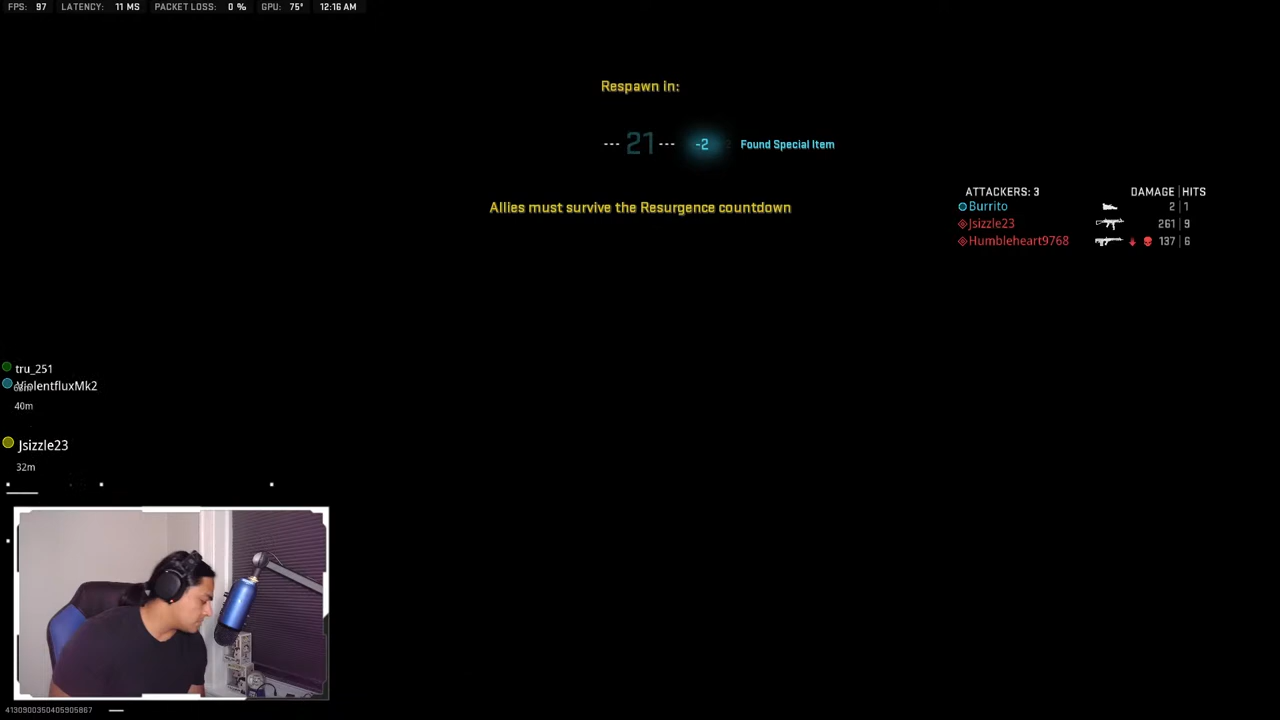 FPS: 97 LATENCY: 11 MS PACKET LOSS: 0 % GPU: 75° 12:16 AM
Respawn in:
--- 21 --- -2 Found Special Item
Allies must survive the Resurgence countdown
ATTACKERS: 3 DAMAGE | HITS
Burrito 2 | 1
Jsizzle23 261 | 9
Humbleheart9768 137 | 6
tru_251
ViolentfluxMk2
40m
Jsizzle23
32m